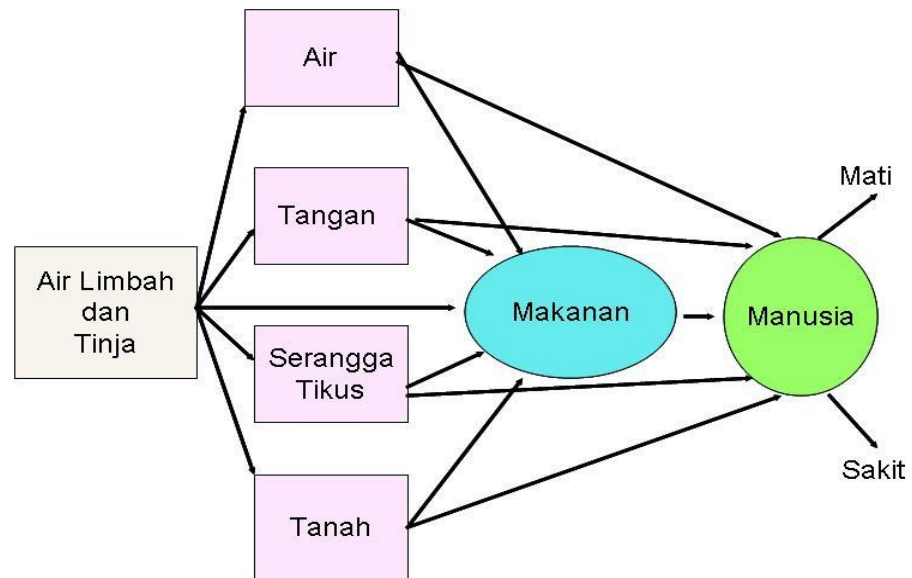 Air
Tangan
Air Limbah
dan
Tinja
Serangga
Tikus
Tanah
Makanan
Manusia
Mati
Sakit